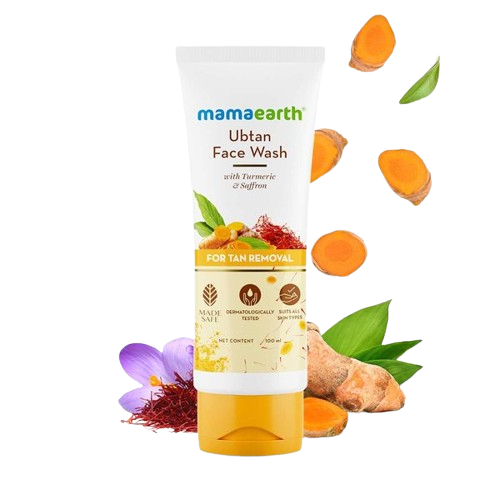 mamaearth
Ubtan
Face Wash
with Turmeric
& Saffron
FOR TAN REMOVAL
MADE SAFE
DERMATOLOGICALLY TESTED
SUITS ALL SKIN TYPES
NET CONTENT 100 ml